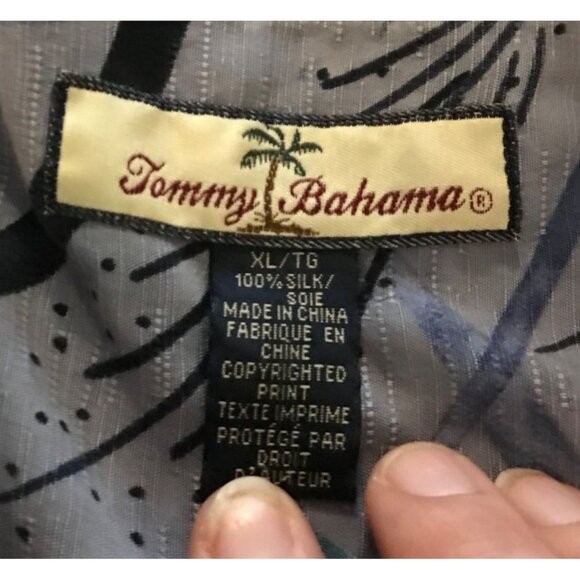 Tommy Bahama ®
XL/TG
100% SILK/
SOIE
MADE IN CHINA
FABRIQUE EN
CHINE
COPYRIGHTED
PRINT
TEXTE IMPRIME
PROTÉGÉ PAR
DROIT
D'AUTEUR